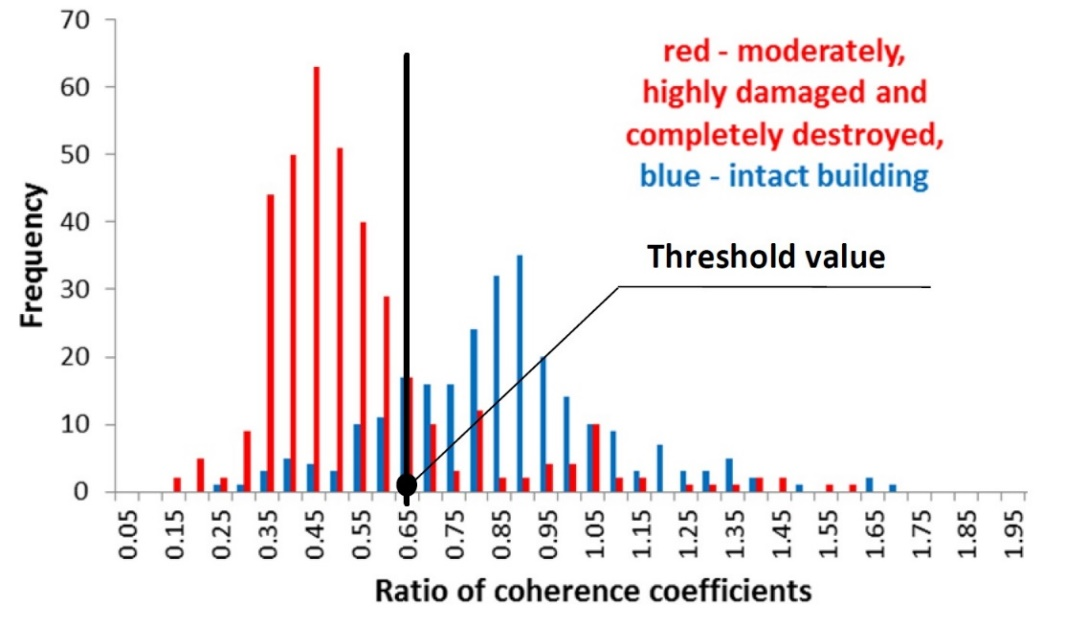 70
60
50
40
30
20
10
0
Frequency
red - moderately,
highly damaged and
completely destroyed,
blue - intact building
Threshold value
0.05 0.15 0.25 0.35 0.45 0.55 0.65 0.75 0.85 0.95 1.05 1.15 1.25 1.35 1.45 1.55 1.65 1.75 1.85 1.95
Ratio of coherence coefficients